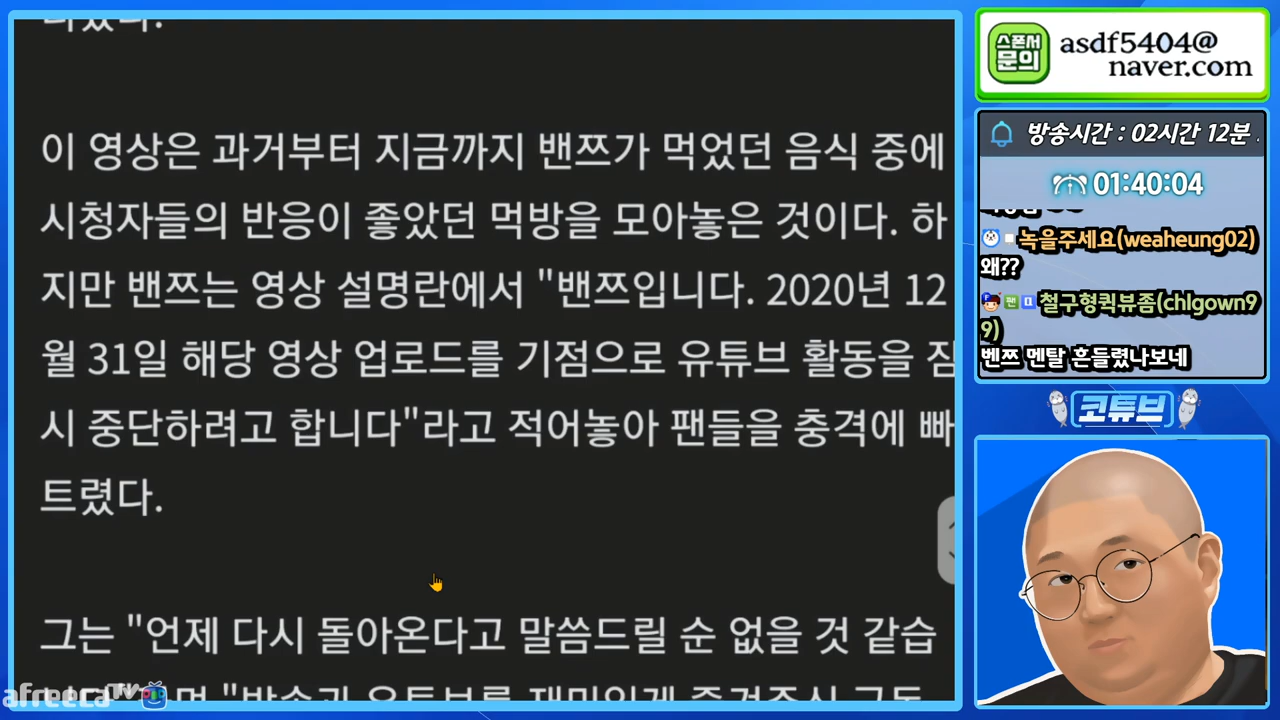 이 영상은 과거부터 지금까지 밴쯔가 먹었던 음식 중에
시청자들의 반응이 좋았던 먹방을 모아놓은 것이다. 하
지만 밴쯔는 영상 설명란에서 "밴쯔입니다. 2020년 12
월 31일 해당 영상 업로드를 기점으로 유튜브 활동을 잠
시 중단하려고 합니다"라고 적어놓아 팬들을 충격에 빠
트렸다.
그는 "언제 다시 돌아온다고 말씀드릴 순 없을 것 같습
afreecaTV
스폰서
문의
asdf5404@
naver.com
방송시간 : 02시간 12분
01:40:04
녹을주세요(weaheung02)
왜??
팬 철구형퀵뷰좀(chlgown9
9)
벤쯔 멘탈 흔들렸나보네
코튜브